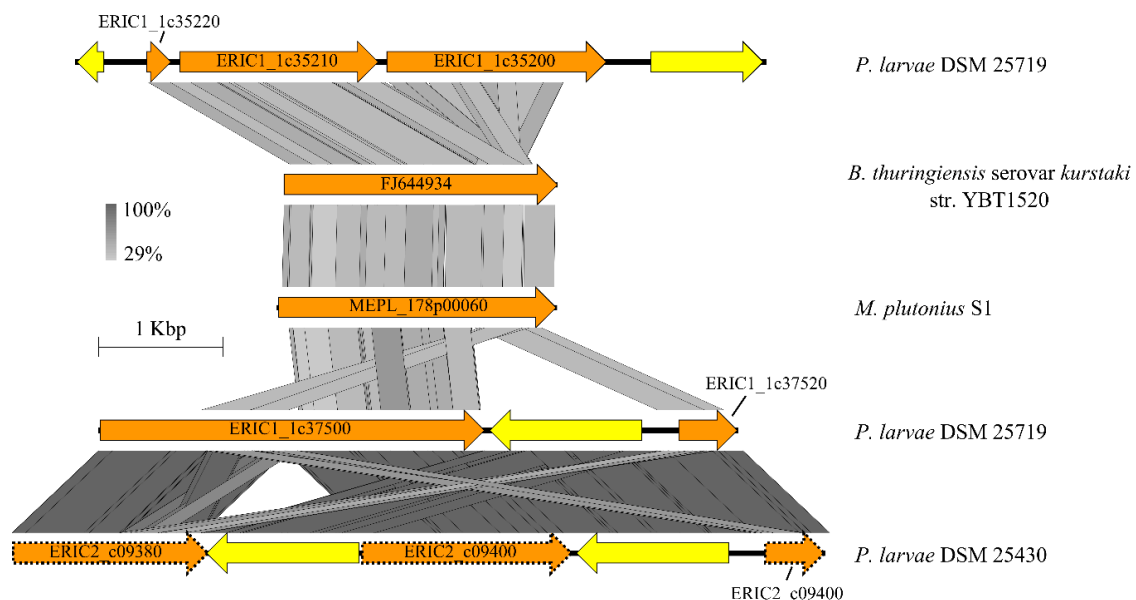 ERIC1_1c35220
ERIC1_1c35210
ERIC1_1c35200
P. larvae DSM 25719
FJ644934
B. thuringiensis serovar kurstaki
str. YBT1520
100%
29%
MEPL_178p00060
M. plutonius S1
1 Kbp
ERIC1_1c37520
ERIC1_1c37500
P. larvae DSM 25719
ERIC2_c09380
ERIC2_c09400
P. larvae DSM 25430
ERIC2_c09400